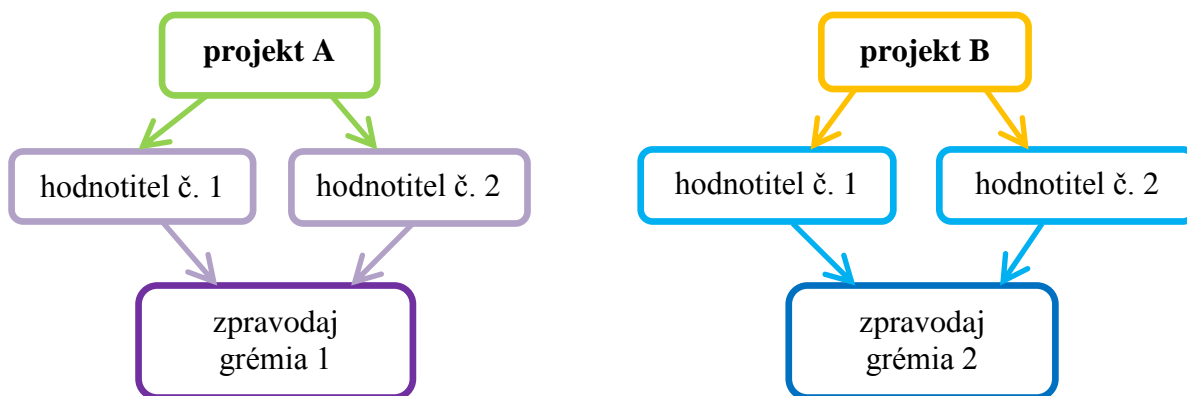 projekt A
projekt B
hodnotitel č. 1
hodnotitel č. 2
hodnotitel č. 1
hodnotitel č. 2
zpravodaj
grémia 1
zpravodaj
grémia 2